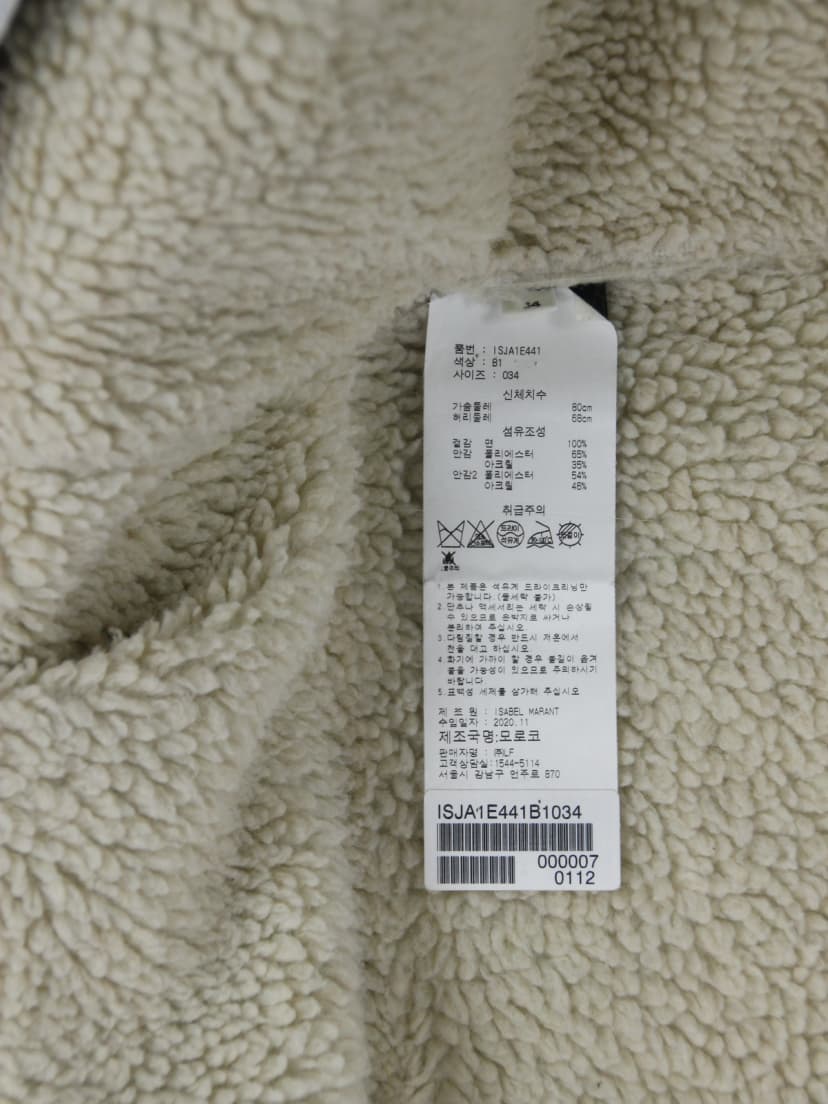 34
품번 : ISJA1E441
색상 : B1
사이즈 : 034
신체치수
가슴둘레 80cm
허리둘레 68cm
섬유조성
겉감 면 100%
안감 폴리에스터 65%
아크릴 35%
안감2 폴리에스터 54%
아크릴 46%
취급주의
드라이
석유계
1.본 제품은 석유계 드라이크리닝만
가능합니다.(물세탁 불가)
2.단추나 액세서리는 세탁 시 손상될
수 있으므로 은박지로 싸거나
분리하여 주십시오.
3.다림질할 경우 반드시 저온에서
천을 대고 하십시오.
4.화기에 가까이 할 경우 불길이 옮겨
붙을 가능성이 있으므로 주의하시기
바랍니다.
5.표백성 세제를 삼가해 주십시오
제 조 원 : ISABEL MARANT
수입일자 : 2020.11
제조국명:모로코
판매자명 : ㈜LF
고객상담실:1544-5114
서울시 강남구 언주로 870
ISJA1E441B1034
000007
0112